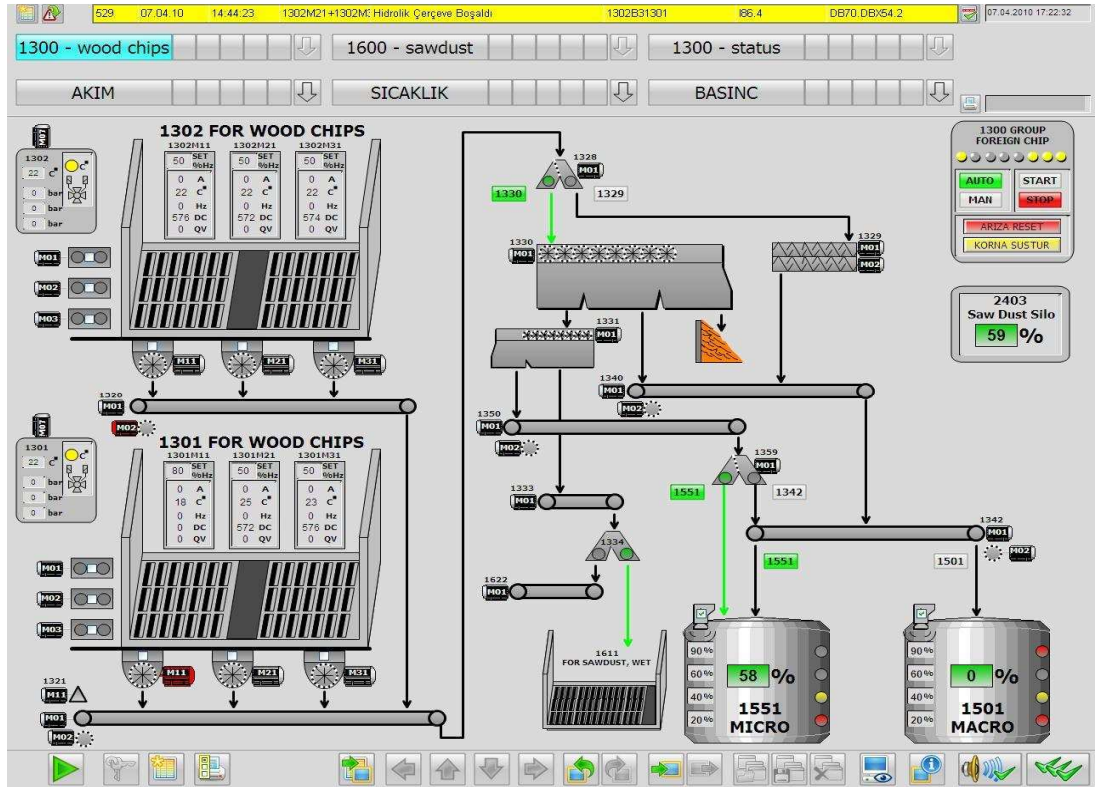 529 07.04.10 14:44:23 1302M21+1302M: Hidrolik Çerçeve Boşaldı 1302B31301 I86.4 DB70.DBX54.2
07.04.2010 17:22:32
1300 - wood chips
1600 - sawdust
1300 - status
AKIM
SICAKLIK
BASINC
1302 FOR WOOD CHIPS
M07
1302
22 C°
0 bar
0 bar
0 bar
C°
1302M11 1302M21 1302M31
50 SET %Hz 50 SET %Hz 50 SET %Hz
0 A 0 A 0 A
22 C° 22 C° 22 C°
0 Hz 0 Hz 0 Hz
576 DC 572 DC 574 DC
0 QV 0 QV 0 QV
M01
M02
M03
M11 M21 M31
1320
M01
M02
1301 FOR WOOD CHIPS
M07
1301
22 C°
0 bar
0 bar
0 bar
C°
1301M11 1301M21 1301M31
80 SET %Hz 50 SET %Hz 50 SET %Hz
0 A 0 A 0 A
18 C° 25 C° 23 C°
0 Hz 0 Hz 0 Hz
0 DC 572 DC 576 DC
0 QV 0 QV 0 QV
M01
M02
M03
M11 M21 M31
1321
M11
M01
M02
1328
M01
1330 1329
1330
M01
1329
M01
M02
1331
M01
1340
M01
M02
1350
M01
M02
1359
M01
1551 1342
1333
M01
1334
1342
M01
M02
1551 1501
1622
M01
1611
FOR SAWDUST, WET
90 %
60 %
40 %
20 %
58 %
1551
MICRO
90 %
60 %
40 %
20 %
0 %
1501
MACRO
1300 GROUP
FOREIGN CHIP
AUTO START
MAN STOP
ARIZA RESET
KORNA SUSTUR
2403
Saw Dust Silo
59 %